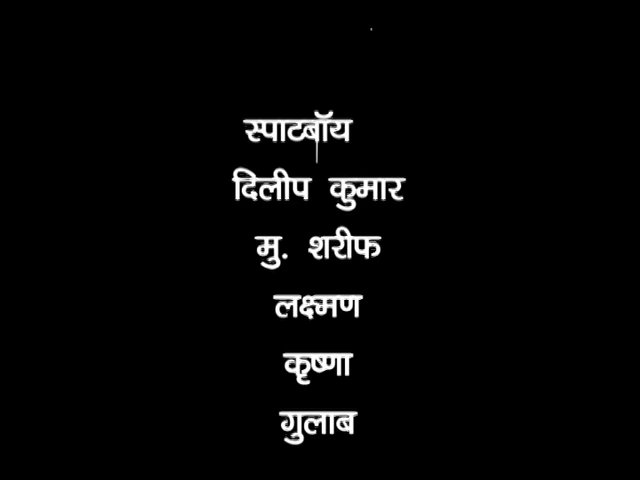 स्पाटबॉय
दिलीप कुमार
मु. शरीफ
लक्ष्मण
कृष्णा
गुलाब